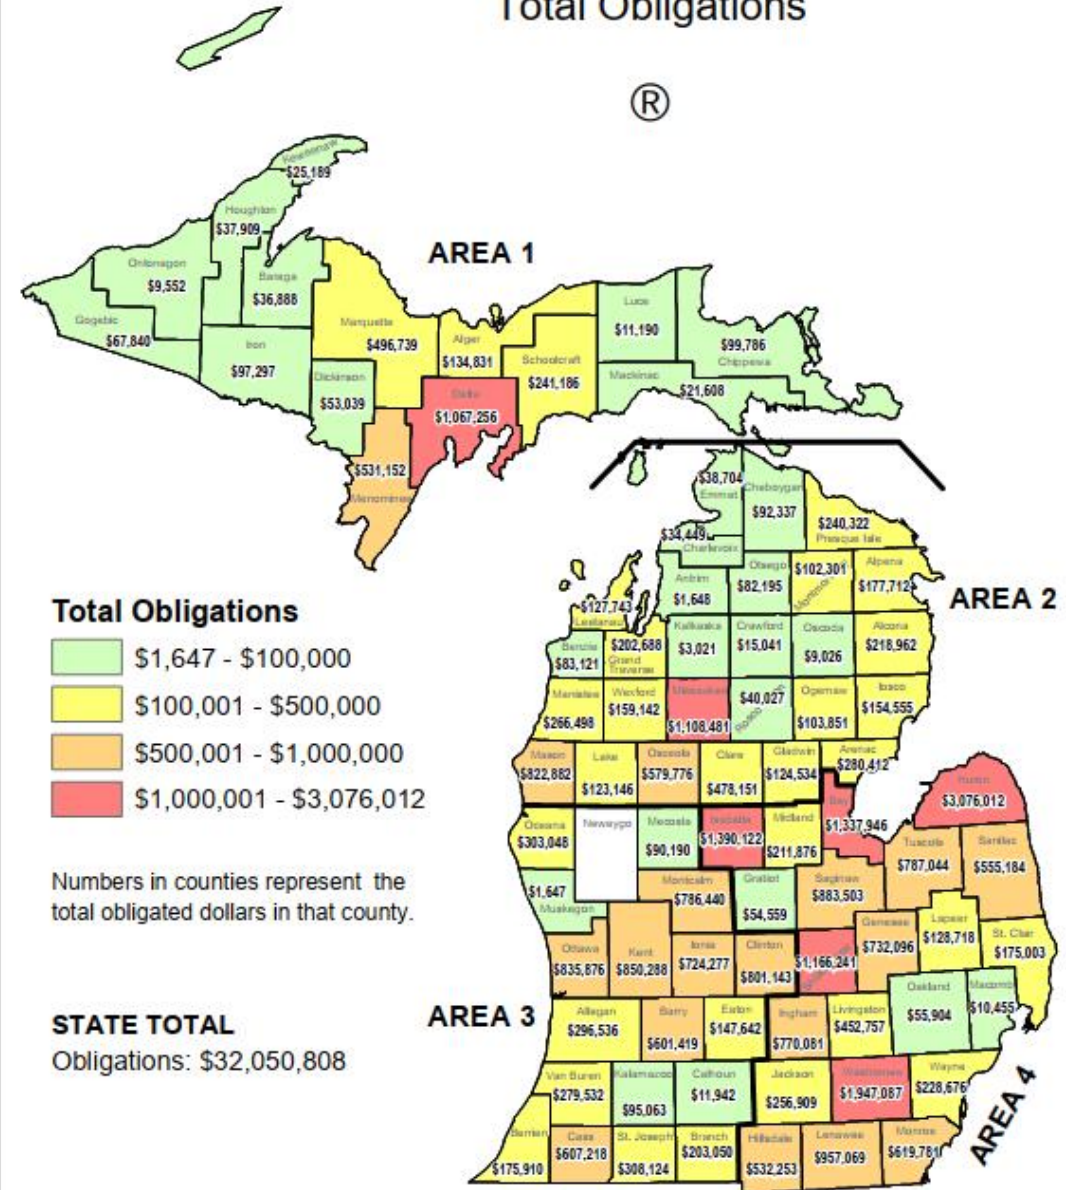 Total Obligations
®
Keweenaw
$25,189
Houghton
$37,909
AREA 1
Ontonagon
$9,552
Baraga
$36,888
Gogebic
$67,840
Iron
$97,297
Marquette
$496,739
Alger
$134,831
Schoolcraft
$241,186
Luce
$11,190
$99,786
Chippewa
Mackinac
$21,608
Dickinson
$53,039
Delta
$1,067,256
$531,152
Menominee
$38,704
Emmet
Cheboygan
$92,337
$240,322
Presque Isle
$34,449
Charlevoix
Antrim
$1,648
Otsego
$82,195
$102,301
Montmorency
Alpena
$177,712
AREA 2
$127,743
Leelanau
Benzie
$83,121
$202,688
Grand
Traverse
Kalkaska
$3,021
Crawford
$15,041
Oscoda
$9,026
Alcona
$218,962
Manistee
$266,498
Wexford
$159,142
Missaukee
$1,108,481
$40,027
Roscommon
Ogemaw
$103,851
Iosco
$154,555
Mason
$822,882
Lake
$123,146
Osceola
$579,776
Clare
$478,151
Gladwin
$124,534
Arenac
$280,412
Huron
$3,076,012
Oceana
$303,048
Newaygo
Mecosta
$90,190
Isabella
$1,390,122
Midland
$211,876
Bay
$1,337,946
Tuscola
$787,044
Sanilac
$555,184
$1,647
Muskegon
Montcalm
$786,440
Gratiot
$54,559
Saginaw
$883,503
Ottawa
$835,876
Kent
$850,288
Ionia
$724,277
Clinton
$801,143
$1,166,241
Genesee
$732,096
Lapeer
$128,718
St. Clair
$175,003
AREA 3
Allegan
$296,536
Barry
$601,419
Eaton
$147,642
Ingham
$770,081
Livingston
$452,757
Oakland
$55,904
Macomb
$10,455
Van Buren
$279,532
Kalamazoo
$95,063
Calhoun
$11,942
Jackson
$256,909
Washtenaw
$1,947,087
Wayne
$228,676
AREA 4
Berrien
$175,910
Cass
$607,218
St. Joseph
$308,124
Branch
$203,050
Hillsdale
$532,253
Lenawee
$957,069
Monroe
$619,781
Total Obligations
$1,647 - $100,000
$100,001 - $500,000
$500,001 - $1,000,000
$1,000,001 - $3,076,012
Numbers in counties represent the
total obligated dollars in that county.
STATE TOTAL
Obligations: $32,050,808